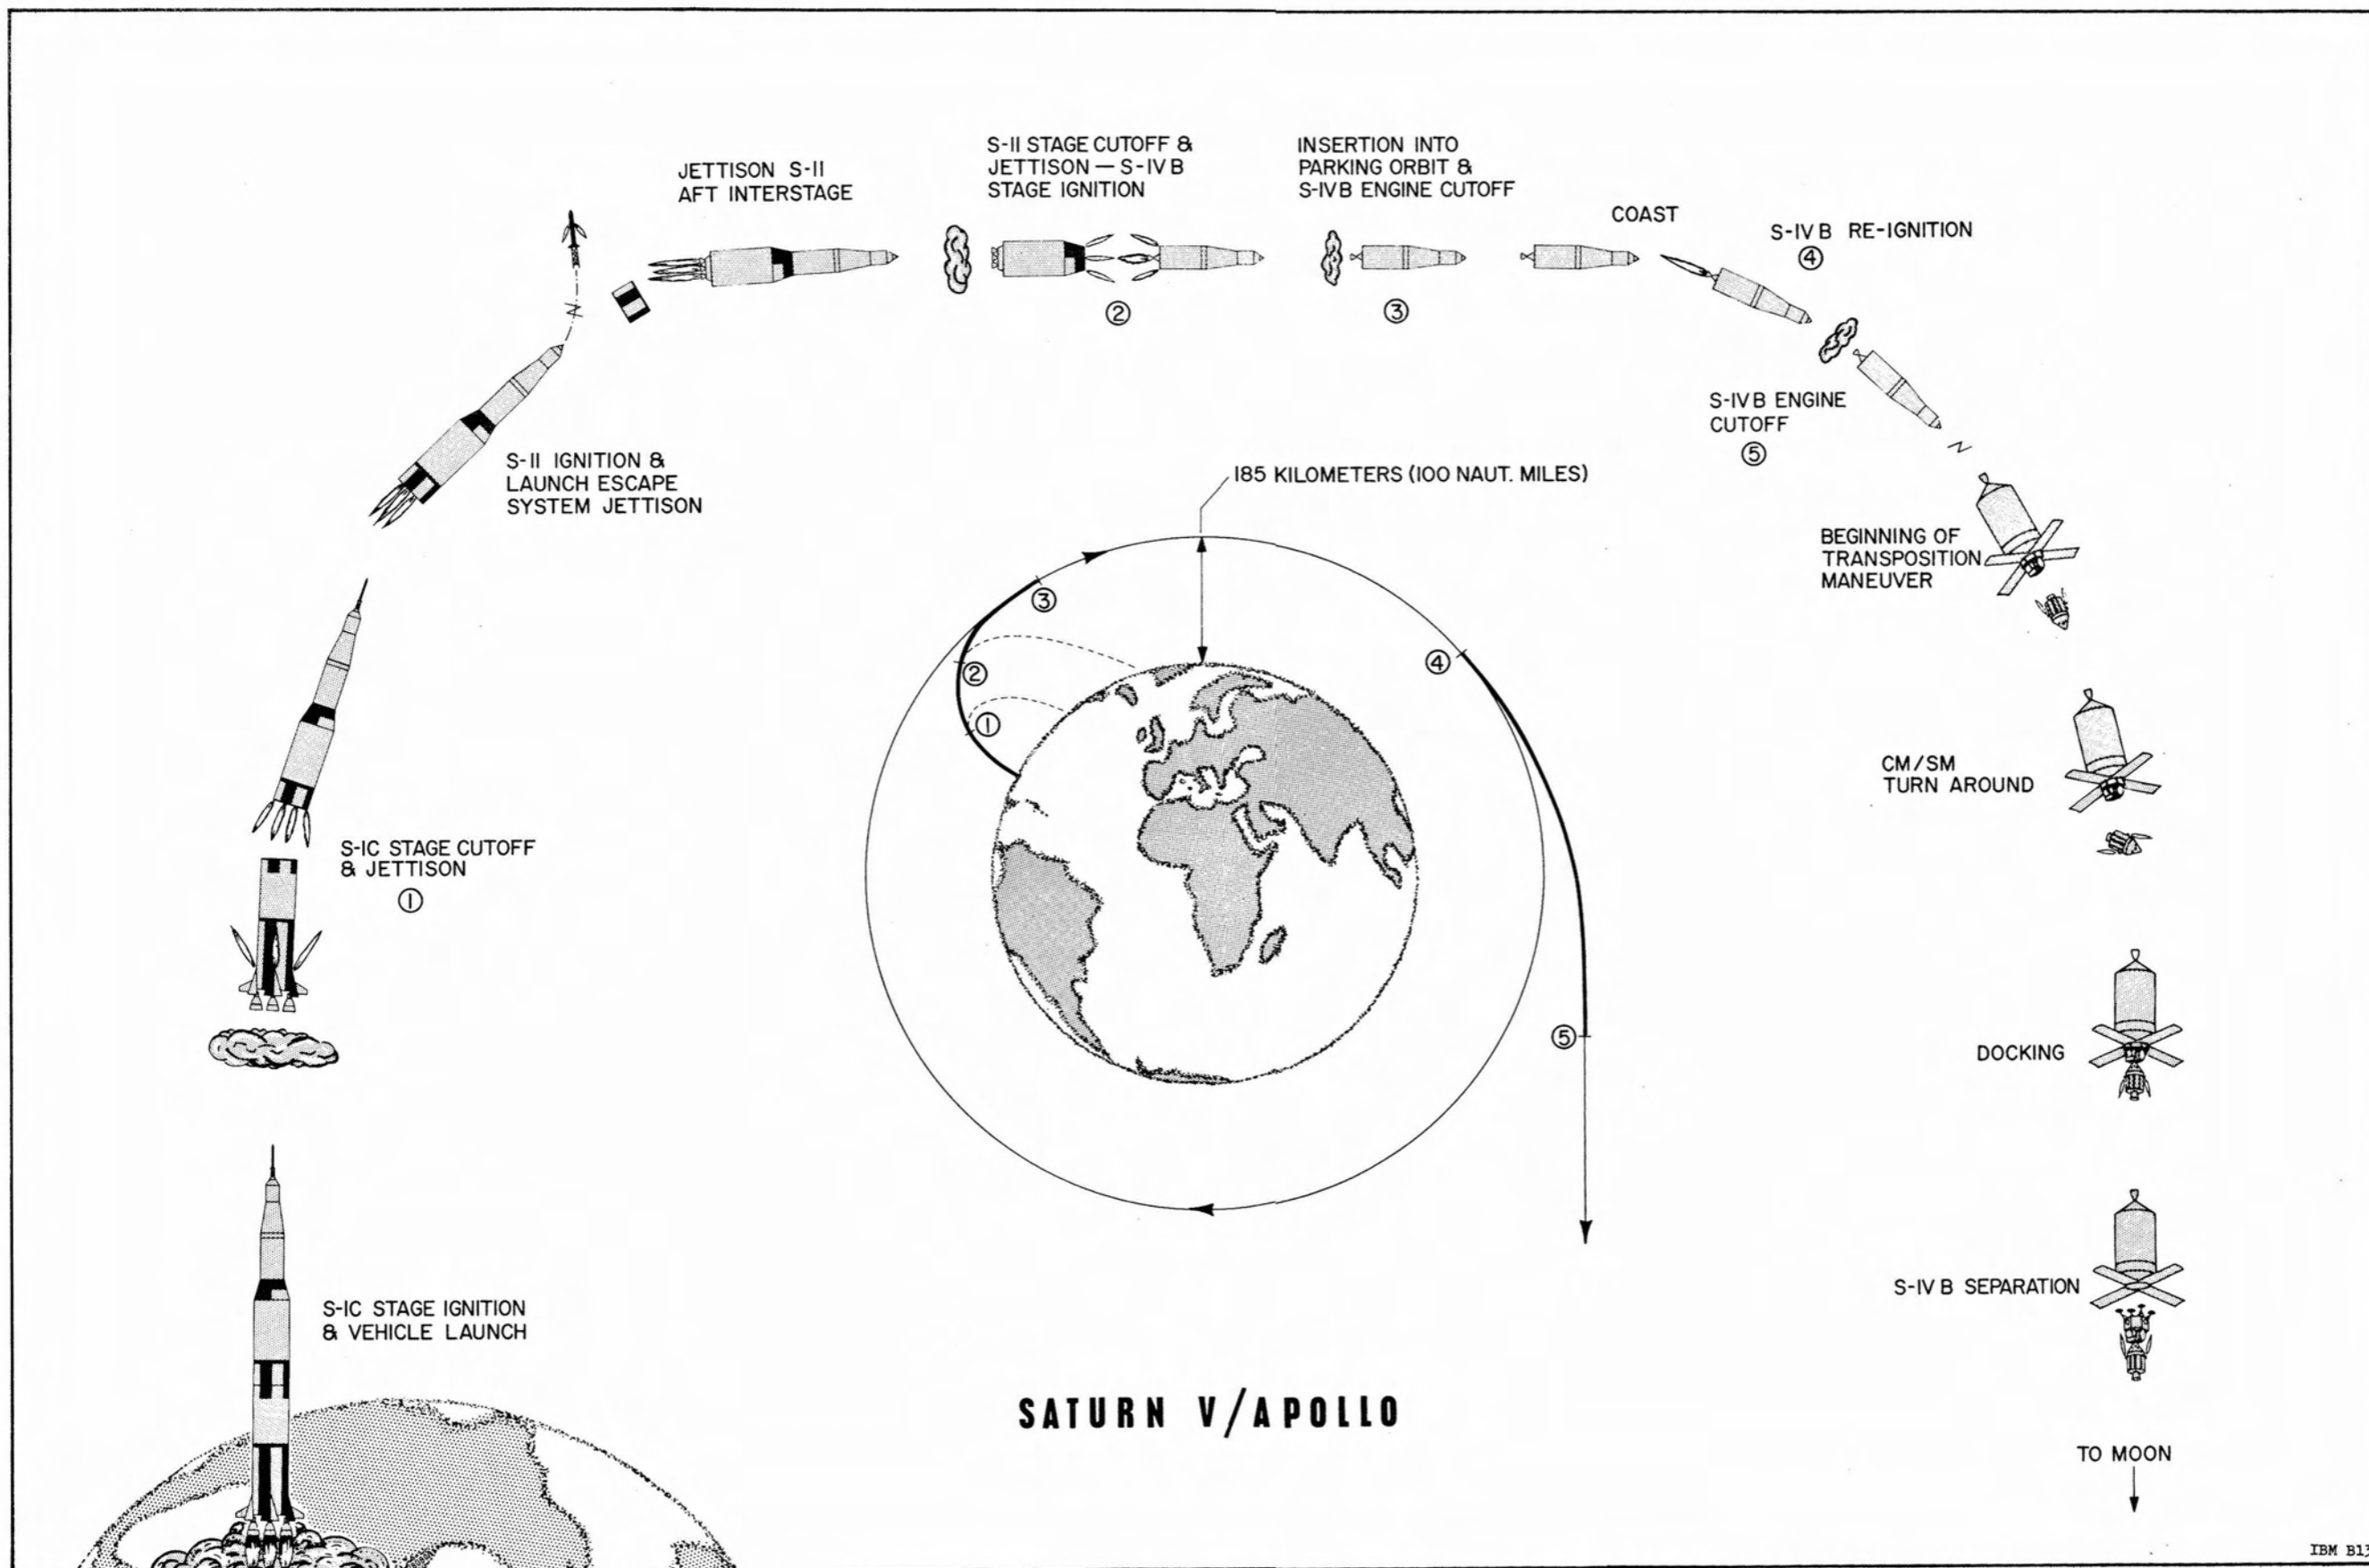 S-II STAGE CUTOFF &
JETTISON — S-IVB
STAGE IGNITION
②
INSERTION INTO
PARKING ORBIT &
S-IVB ENGINE CUTOFF
③
JETTISON S-II
AFT INTERSTAGE
COAST
S-IVB RE-IGNITION
④
S-IVB ENGINE
CUTOFF
⑤
S-II IGNITION &
LAUNCH ESCAPE
SYSTEM JETTISON
185 KILOMETERS (100 NAUT. MILES)
BEGINNING OF
TRANSPOSITION
MANEUVER
③
②
①
④
⑤
CM/SM
TURN AROUND
S-IC STAGE CUTOFF
& JETTISON
①
DOCKING
S-IVB SEPARATION
S-IC STAGE IGNITION
& VEHICLE LAUNCH
SATURN V/APOLLO
TO MOON
IBM